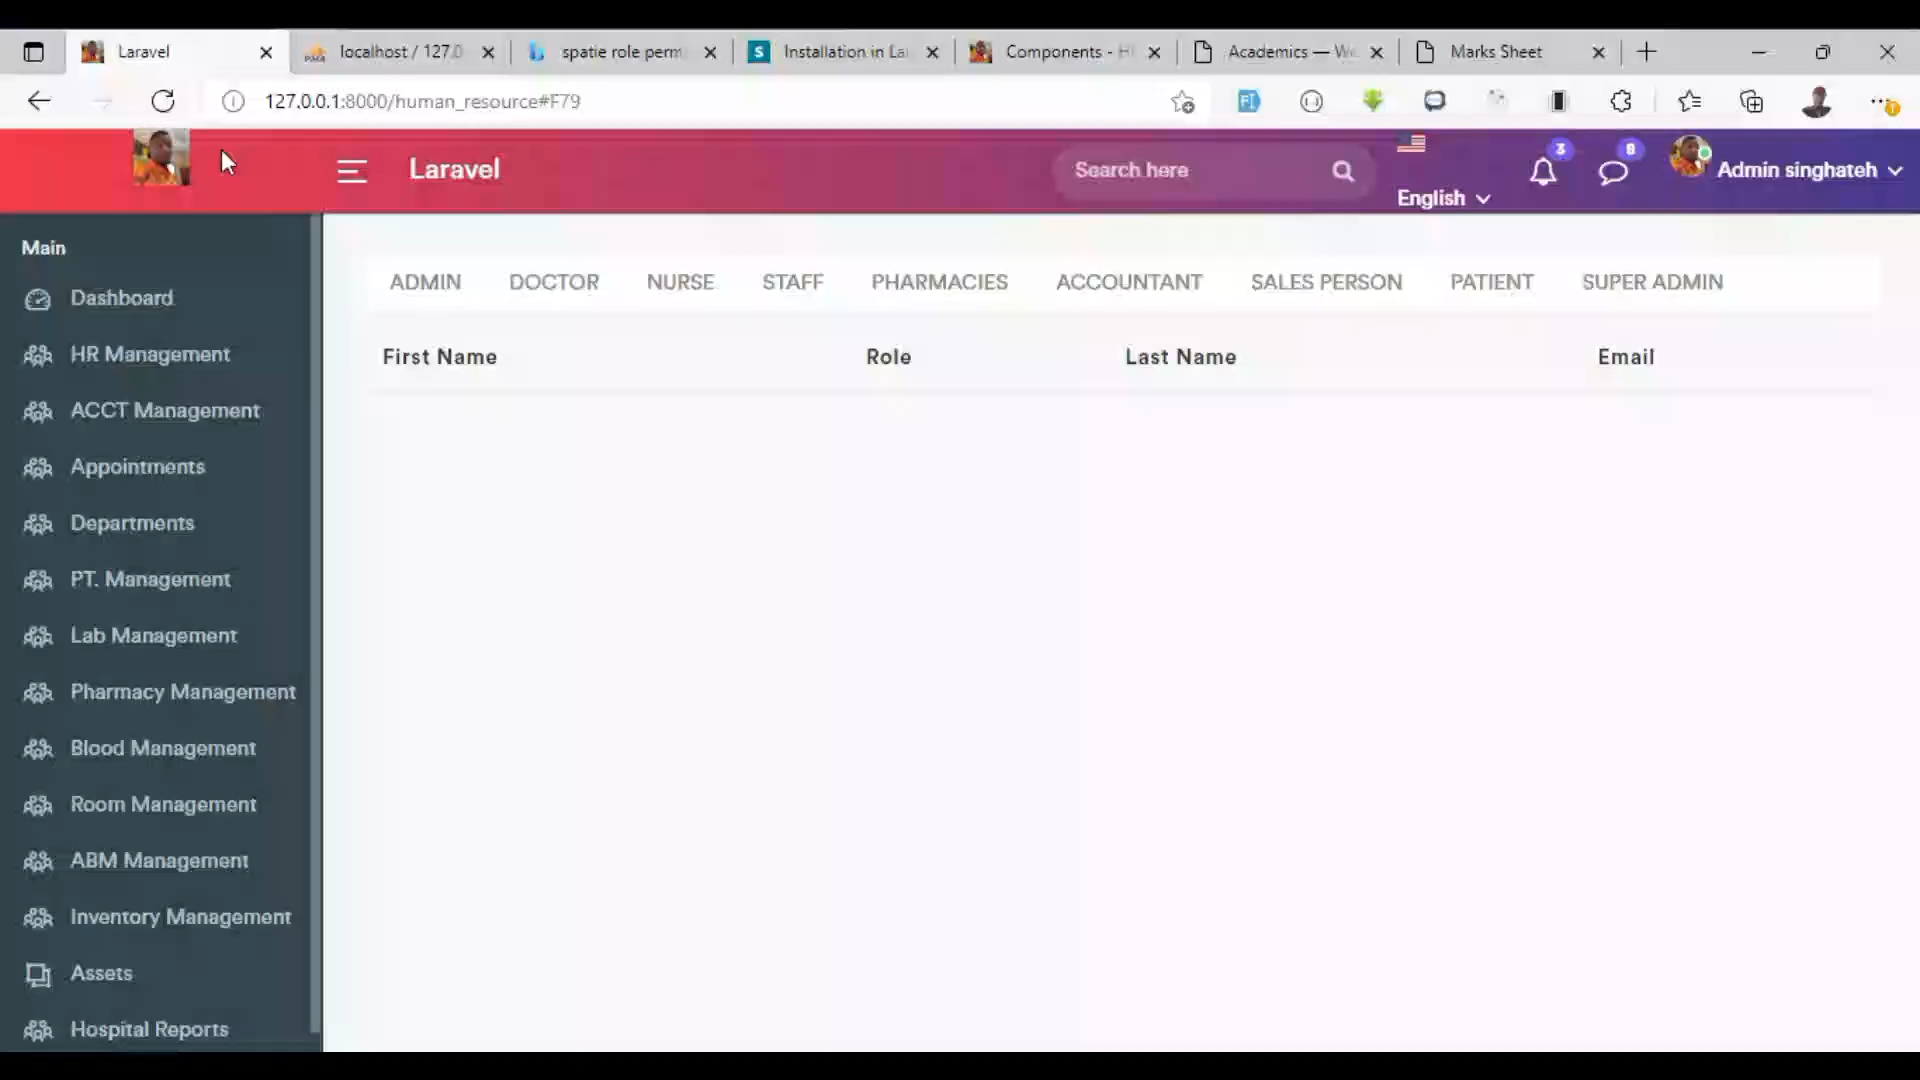 Laravel
localhost / 127.0
spatie role perm
Installation in La
Components - H
Academics — W
Marks Sheet
127.0.0.1:8000/human_resource#F79
Laravel
Search here
English
3
8
Admin singhateh
Main
Dashboard
HR Management
ACCT Management
Appointments
Departments
PT. Management
Lab Management
Pharmacy Management
Blood Management
Room Management
ABM Management
Inventory Management
Assets
Hospital Reports
ADMIN DOCTOR NURSE STAFF PHARMACIES ACCOUNTANT SALES PERSON PATIENT SUPER ADMIN
First Name Role Last Name Email